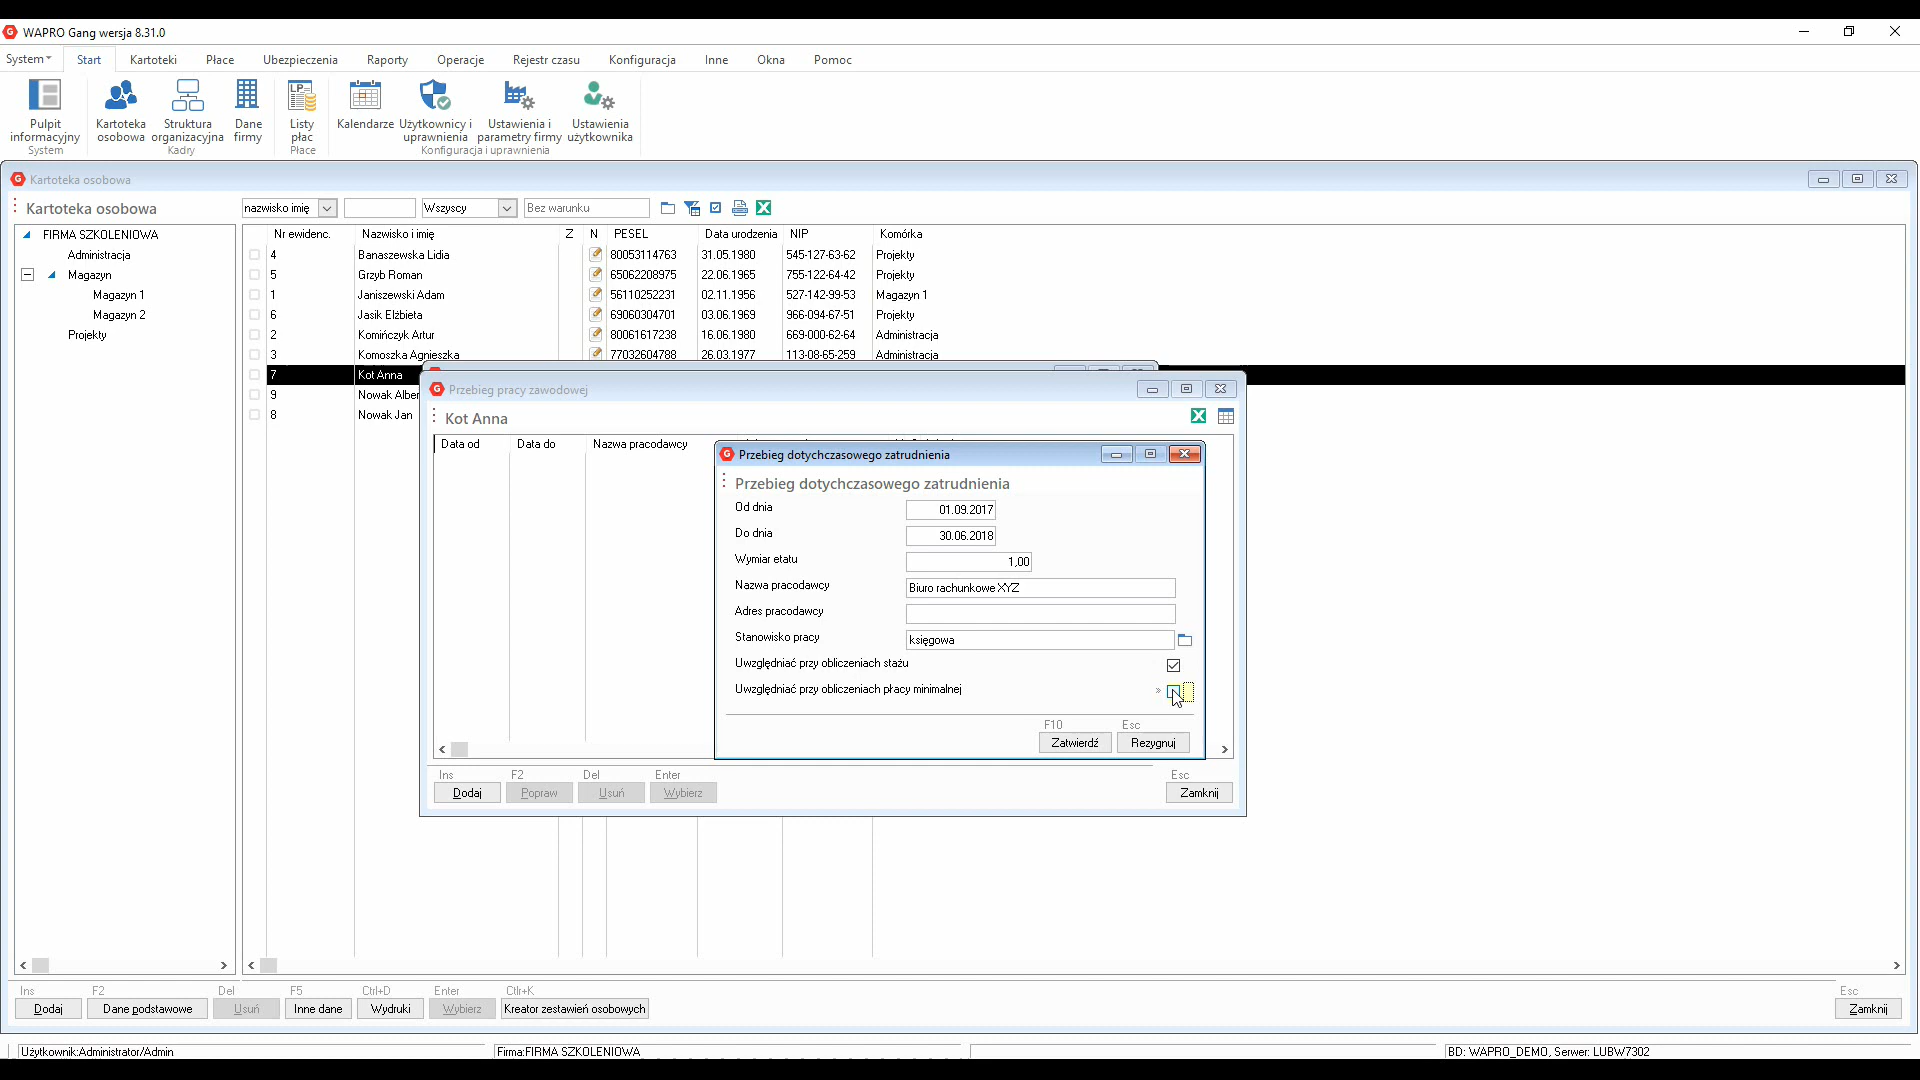 WAPRO Gang wersja 8.31.0
System Start Kartoteki Płace Ubezpieczenia Raporty Operacje Rejestr czasu Konfiguracja Inne Okna Pomoc
Pulpit informacyjny
Kartoteka osobowa
Struktura organizacyjna
Dane firmy
Listy płac
Kalendarze
Użytkownicy i uprawnienia
Ustawienia i parametry firmy
Ustawienia użytkownika
System Kadry Płace Konfiguracja i uprawnienia
Kartoteka osobowa
Kartoteka osobowa nazwisko imię Wszyscy Bez warunku
FIRMA SZKOLENIOWA
Administracja
Magazyn
Magazyn 1
Magazyn 2
Projekty
Nr ewidenc. Nazwisko i imię Z N PESEL Data urodzenia NIP Komórka
4 Banaszewska Lidia 80053114763 31.05.1980 545-127-63-62 Projekty
5 Grzyb Roman 65062208975 22.06.1965 755-122-64-42 Projekty
1 Janiszewski Adam 56110252231 02.11.1956 527-142-99-53 Magazyn 1
6 Jasik Elżbieta 69060304701 03.06.1969 966-094-67-51 Projekty
2 Komińczyk Artur 80061617238 16.06.1980 669-000-62-64 Administracja
3 Komoszka Agnieszka 77032604788 26.03.1977 113-08-65-259 Administracja
7 Kot Anna
9 Nowak Alber
8 Nowak Jan
Przebieg pracy zawodowej
Kot Anna
Data od Data do Nazwa pracodawcy
Przebieg dotychczasowego zatrudnienia
Przebieg dotychczasowego zatrudnienia
Od dnia 01.09.2017
Do dnia 30.06.2018
Wymiar etatu 1,00
Nazwa pracodawcy Biuro rachunkowe XYZ
Adres pracodawcy
Stanowisko pracy księgowa
Uwzględniać przy obliczeniach stażu
Uwzględniać przy obliczeniach płacy minimalnej
F10 Esc
Zatwierdź Rezygnuj
Ins F2 Del Enter Esc
Dodaj Popraw Usuń Wybierz Zamknij
Ins F2 Del F5 Ctrl+D Enter Ctlr+K Esc
Dodaj Dane podstawowe Usuń Inne dane Wydruki Wybierz Kreator zestawień osobowych Zamknij
Użytkownik:Administrator/Admin Firma:FIRMA SZKOLENIOWA BD: WAPRO_DEMO, Serwer: LUBW7302